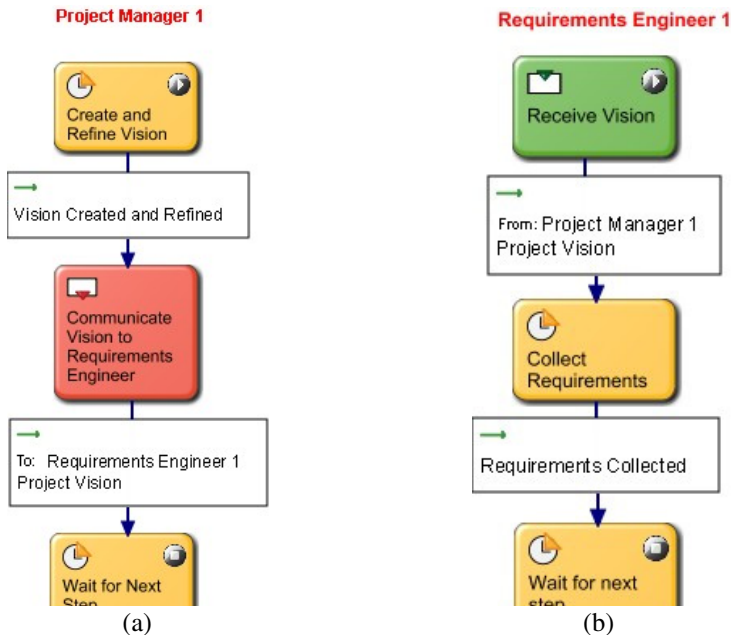 Project Manager 1
Create and
Refine Vision
Vision Created and Refined
Communicate
Vision to
Requirements
Engineer
To: Requirements Engineer 1
Project Vision
Wait for Next
Step
(a)
Requirements Engineer 1
Receive Vision
From: Project Manager 1
Project Vision
Collect
Requirements
Requirements Collected
Wait for next
step
(b)